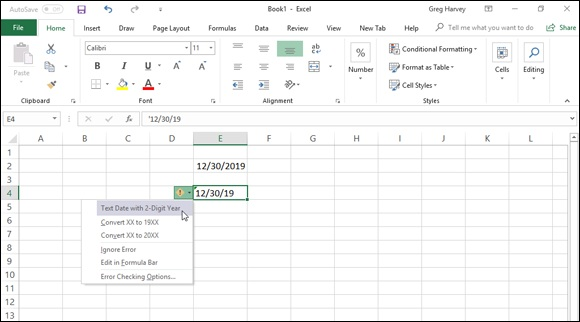 AutoSave Off Book1 - Excel Greg Harvey
File Home Insert Draw Page Layout Formulas Data Review View New Tab Tell me what you want to do Share
Paste Calibri 11 Number Conditional Formatting Cells Editing
B I U A A A Format as Table
Cell Styles
Clipboard Font Alignment Styles
E4 fx '12/30/19
A B C D E F G H I J K L
1
2 12/30/2019
3
4 12/30/19
5 Text Date with 2-Digit Year
6 Convert XX to 19XX
7 Convert XX to 20XX
8 Ignore Error
9 Edit in Formula Bar
10 Error Checking Options...
11
12
13